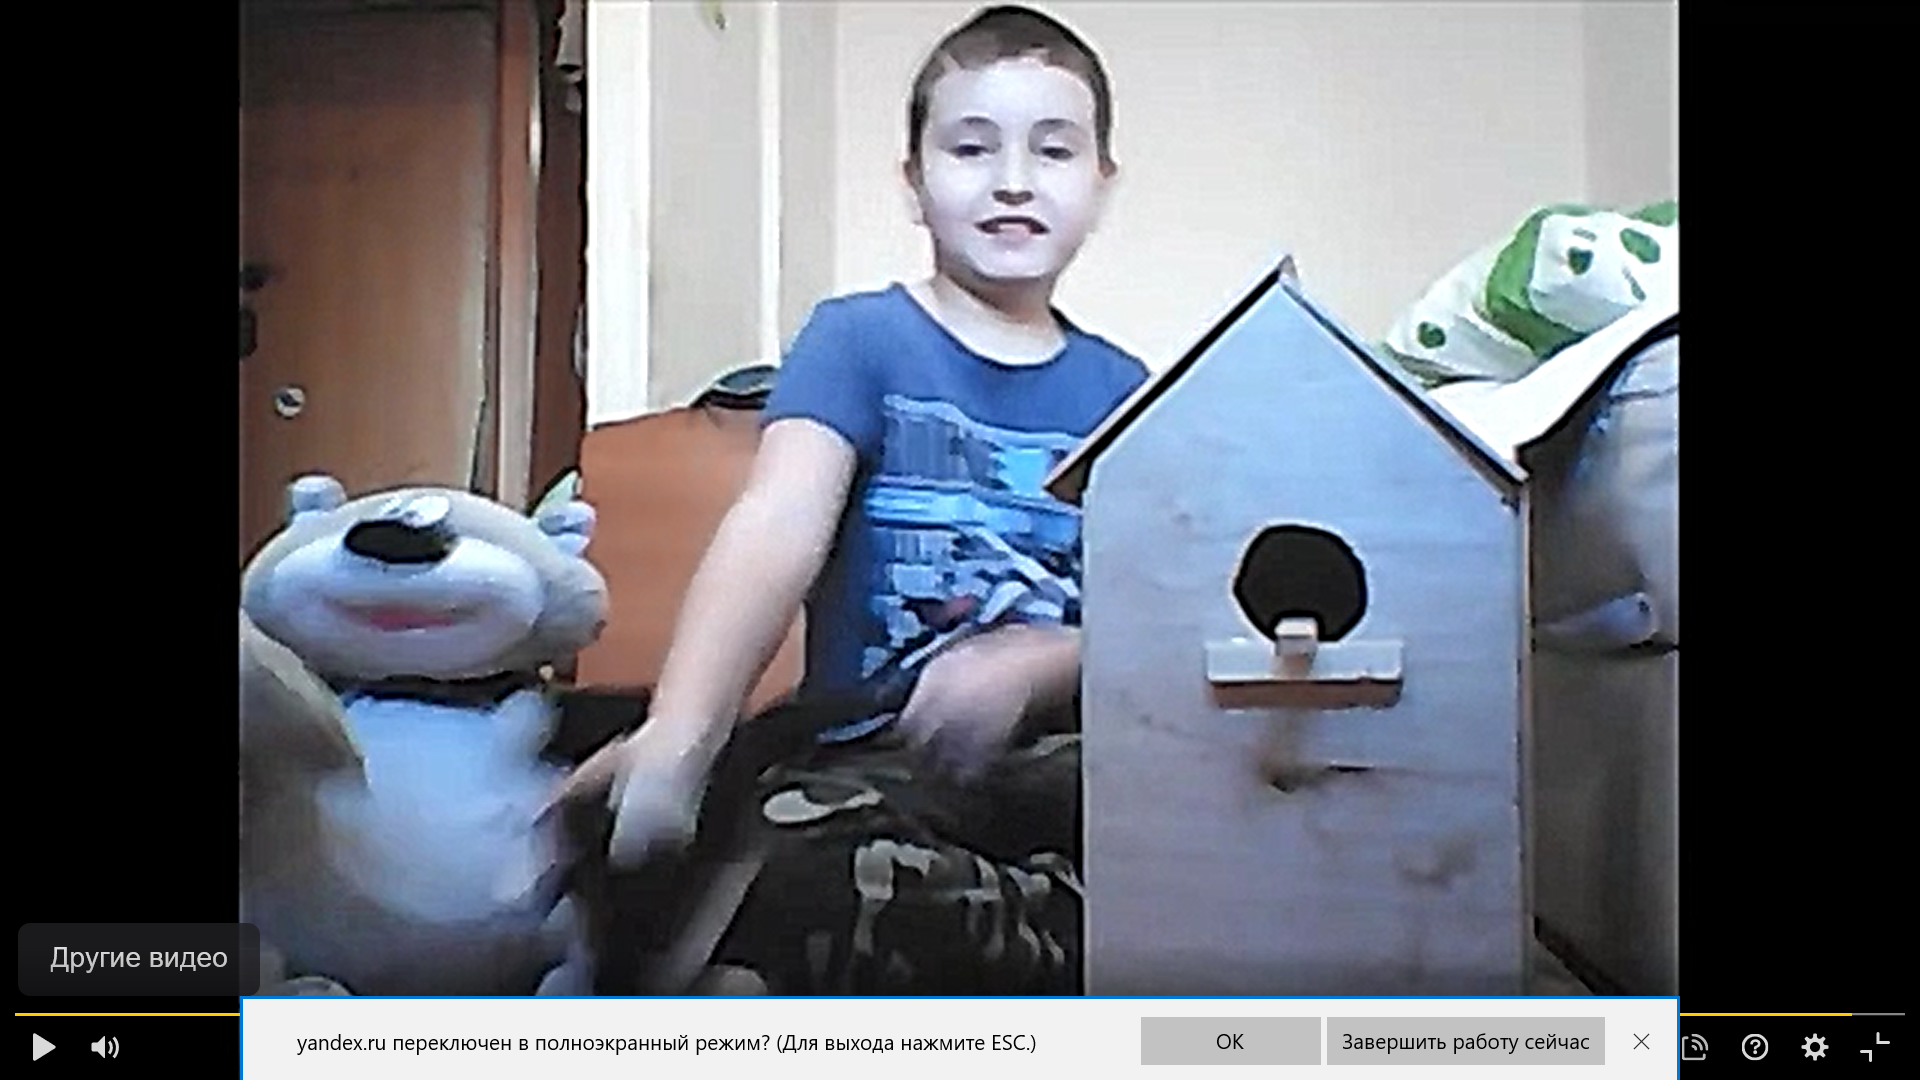 Другие видео
yandex.ru переключен в полноэкранный режим? (Для выхода нажмите ESC.)
OK
Завершить работу сейчас